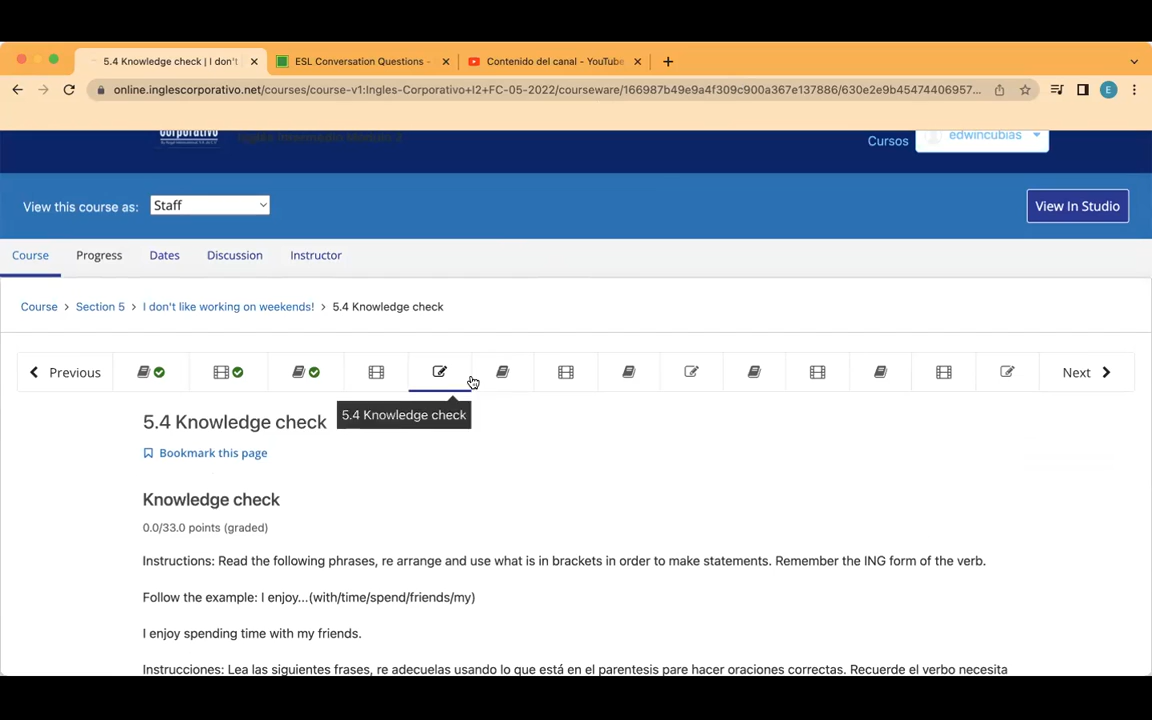 5.4 Knowledge check | I don't
ESL Conversation Questions -
Contenido del canal - YouTube
online.inglescorporativo.net/courses/course-v1:Ingles-Corporativo+I2+FC-05-2022/courseware/166987b49e9a4f309c900a367e137886/630e2e9b45474406957...
E
corporativo
Cursos
edwincubias
View this course as:
Staff
View In Studio
Course
Progress
Dates
Discussion
Instructor
Course > Section 5 > I don't like working on weekends! > 5.4 Knowledge check
Previous
Next
5.4 Knowledge check
5.4 Knowledge check
Bookmark this page
Knowledge check
0.0/33.0 points (graded)
Instructions: Read the following phrases, re arrange and use what is in brackets in order to make statements. Remember the ING form of the verb.
Follow the example: I enjoy...(with/time/spend/friends/my)
I enjoy spending time with my friends.
Instrucciones: Lea las siguientes frases, re adecuelas usando lo que está en el parentesis pare hacer oraciones correctas. Recuerde el verbo necesita